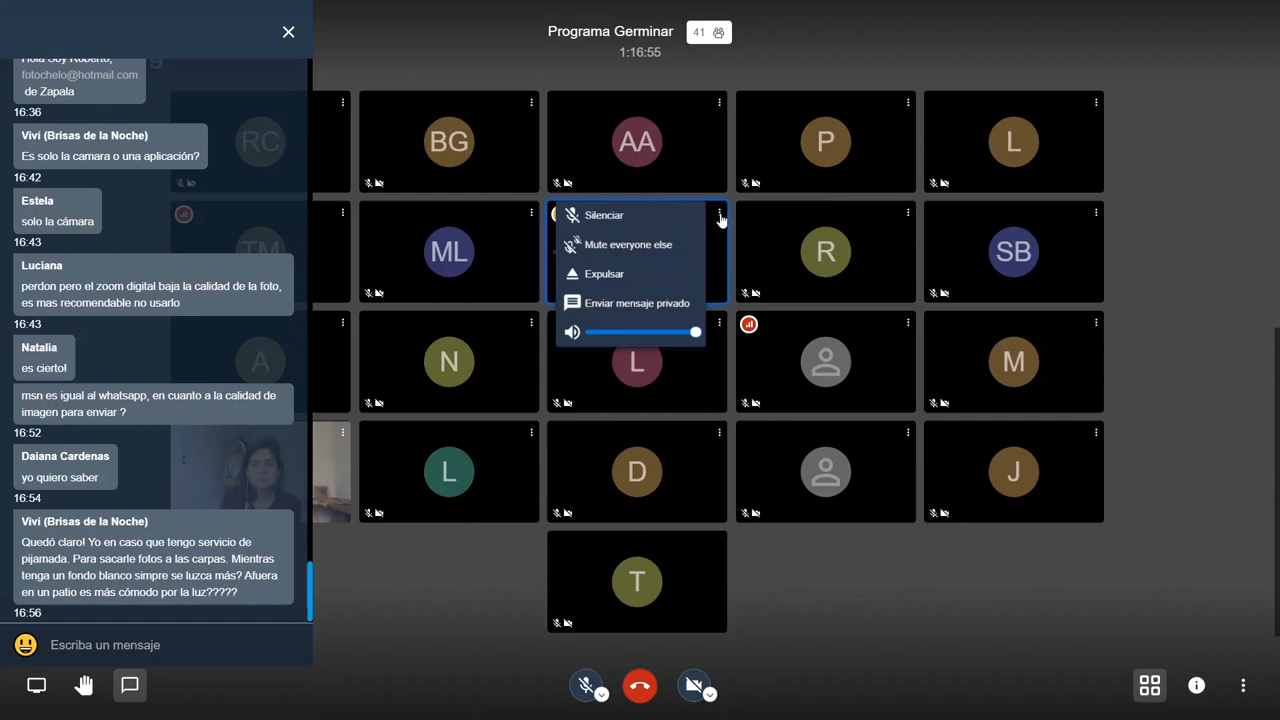 Programa Germinar
41
1:16:55
Hola Soy Roberto,
fotochelo@hotmail.com
de Zapala
16:36
Vivi (Brisas de la Noche)
Es solo la camara o una aplicación?
16:42
Estela
solo la cámara
16:43
Luciana
perdon pero el zoom digital baja la calidad de la foto,
es mas recomendable no usarlo
16:43
Natalia
es cierto!
msn es igual al whatsapp, en cuanto a la calidad de
imagen para enviar ?
16:52
Daiana Cardenas
yo quiero saber
16:54
Vivi (Brisas de la Noche)
Quedó claro! Yo en caso que tengo servicio de
pijamada. Para sacarle fotos a las carpas. Mientras
tenga un fondo blanco simpre se luzca más? Afuera
en un patio es más cómodo por la luz?????
16:56
Escriba un mensaje
RC
BG
AA
P
L
TM
ML
Silenciar
Mute everyone else
Expulsar
Enviar mensaje privado
R
SB
A
N
L
M
L
D
J
T